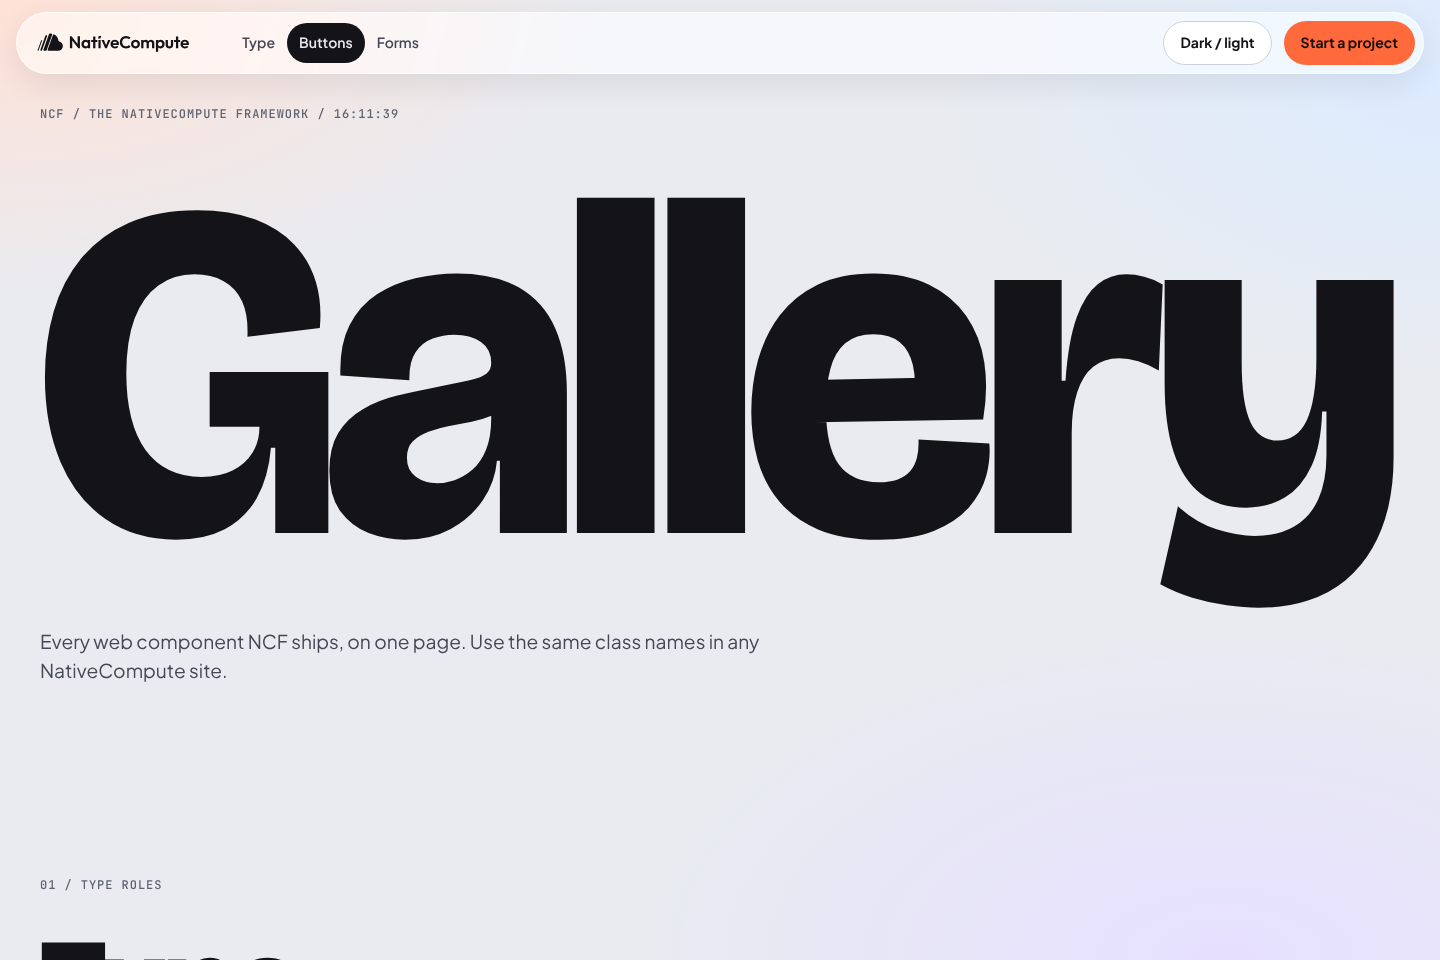 NativeCompute
Type
Buttons
Forms
Dark / light
Start a project
NCF / THE NATIVECOMPUTE FRAMEWORK / 16:11:39
Gallery
Every web component NCF ships, on one page. Use the same class names in any
NativeCompute site.
01 / TYPE ROLES